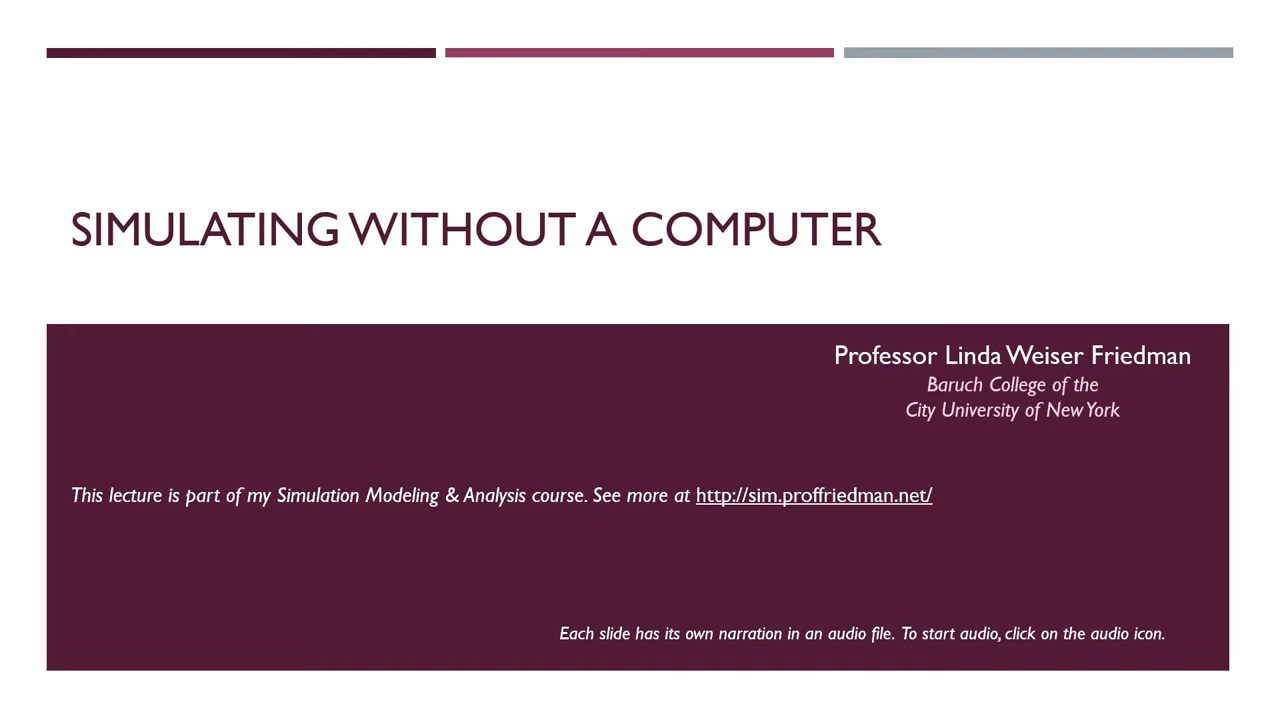 SIMULATING WITHOUT A COMPUTER
Professor Linda Weiser Friedman
Baruch College of the
City University of New York
This lecture is part of my Simulation Modeling & Analysis course. See more at http://sim.proffriedman.net/
Each slide has its own narration in an audio file. To start audio, click on the audio icon.